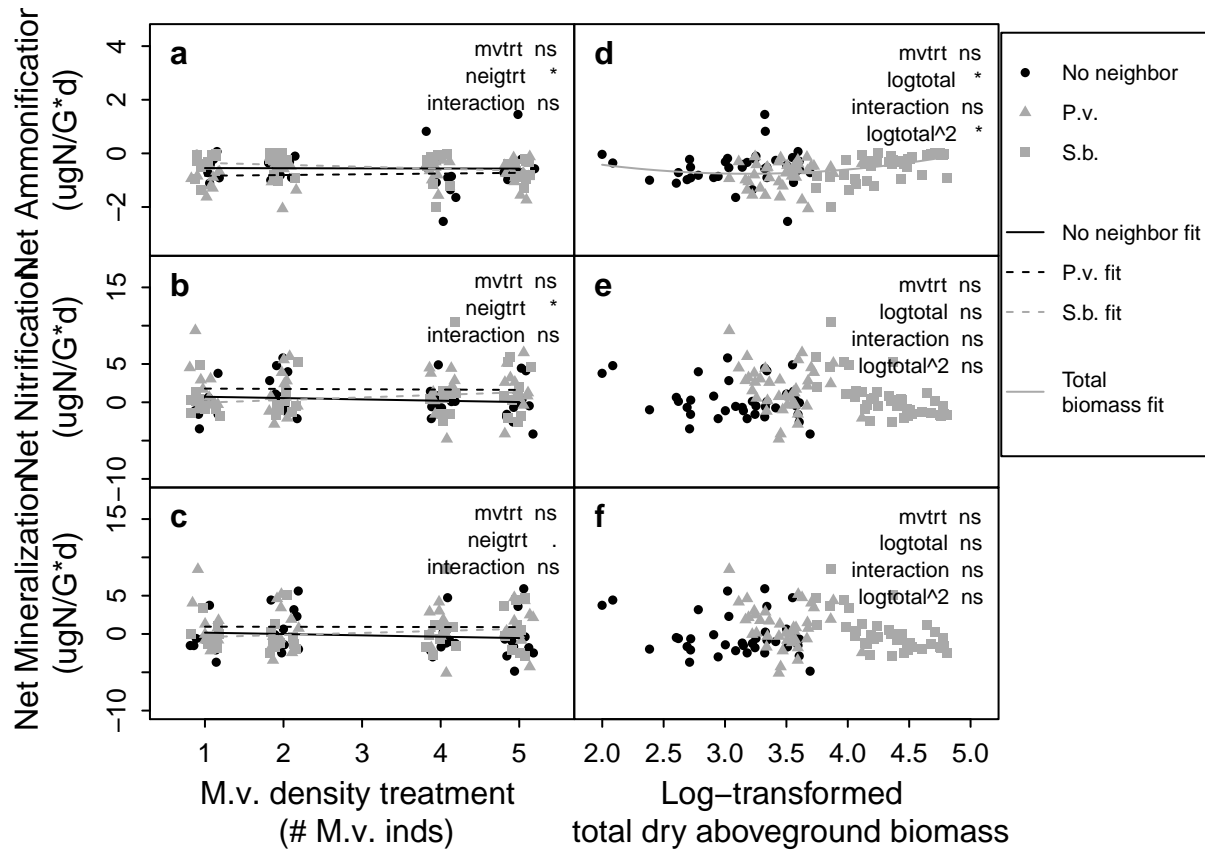 Net Ammonification
(ugN/G*d)
4
2
0
−2
a
mvtrt ns
neigtrt *
interaction ns
d
mvtrt ns
logtotal *
interaction ns
logtotal^2 *
Net Nitrification
(ugN/G*d)
15
5
0
−10
b
mvtrt ns
neigtrt *
interaction ns
e
mvtrt ns
logtotal ns
interaction ns
logtotal^2 ns
Net Mineralization
(ugN/G*d)
15
5
0
−10
c
mvtrt ns
neigtrt .
interaction ns
f
mvtrt ns
logtotal ns
interaction ns
logtotal^2 ns
1 2 3 4 5
M.v. density treatment
(# M.v. inds)
2.0 2.5 3.0 3.5 4.0 4.5 5.0
Log−transformed
total dry aboveground biomass
No neighbor
P.v.
S.b.
No neighbor fit
P.v. fit
S.b. fit
Total
biomass fit